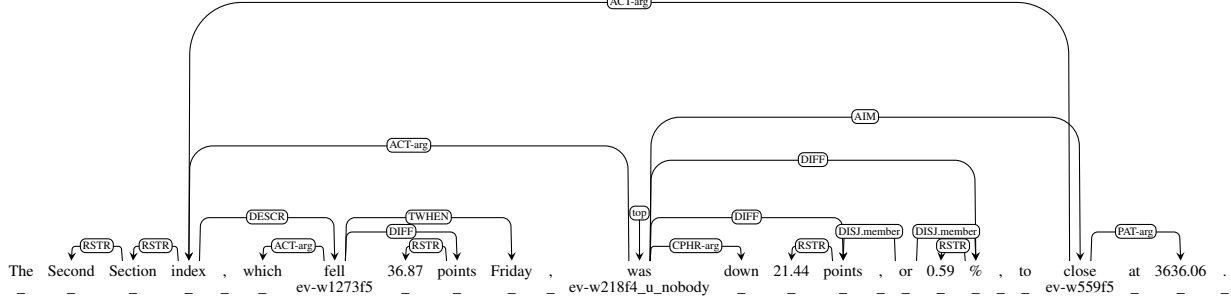 ACT-arg
AIM
ACT-arg
DIFF
top
DESCR TWHEN DIFF
DIFF DISJ.member DISJ.member
RSTR RSTR ACT-arg RSTR CPHR-arg RSTR RSTR PAT-arg
The Second Section index , which fell 36.87 points Friday , was down 21.44 points , or 0.59 % , to close at 3636.06 .
_ _ _ _ _ _ ev-w1273f5 _ _ _ _ ev-w218f4_u_nobody _ _ _ _ _ _ _ _ _ ev-w559f5 _ _ _